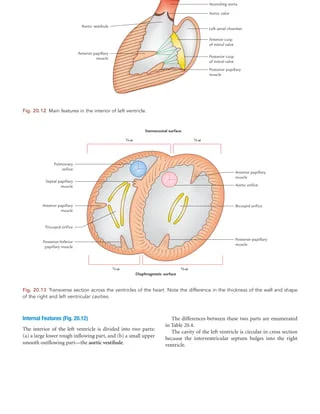 Ascending aorta
Aortic valve
Aortic vestibule
Left atrial chamber
Anterior cusp
of mitral valve
Anterior papillary
muscle
Posterior cusp
of mitral valve
Posterior papillary
muscle
Fig. 20.12 Main features in the interior of left ventricle.
Sternocostal surface
Pulmonary
orifice
Anterior papillary
muscle
Septal papillary
muscle
Aortic orifice
Anterior papillary
muscle
Bicuspid orifice
Tricuspid orifice
Posterior papillary
muscle
Posterior/inferior
papillary muscle
Diaphragmatic surface
Fig. 20.13 Transverse section across the ventricles of the heart. Note the difference in the thickness of the wall and shape
of the right and left ventricular cavities.
Internal Features (Fig. 20.12)
The interior of the left ventricle is divided into two parts:
(a) a large lower rough inflowing part, and (b) a small upper
smooth outflowing part—the aortic vestibule.
The differences between these two parts are enumerated
in Table 20.4.
The cavity of the left ventricle is circular in cross section
because the interventricular septum bulges into the right
ventricle.